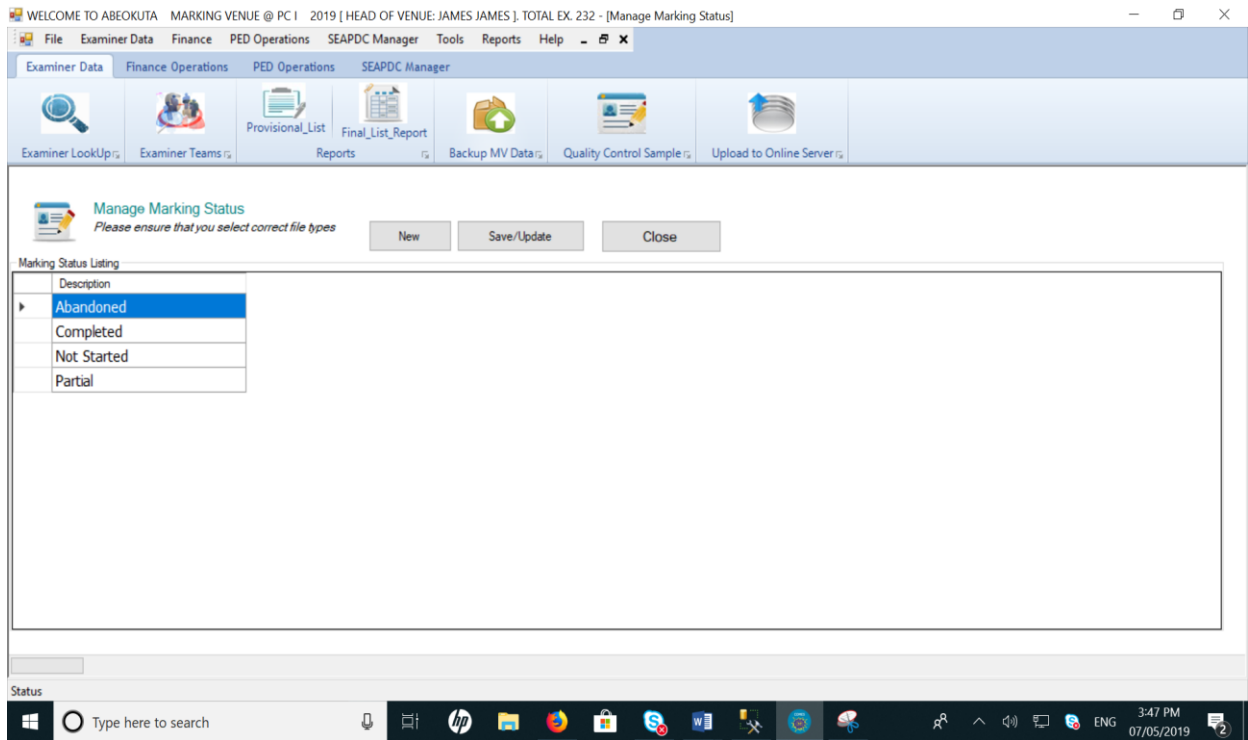 WELCOME TO ABEOKUTA MARKING VENUE @ PC I 2019 [ HEAD OF VENUE: JAMES JAMES ]. TOTAL EX. 232 - [Manage Marking Status]
File Examiner Data Finance PED Operations SEAPDC Manager Tools Reports Help
Examiner Data Finance Operations PED Operations SEAPDC Manager
Provisional_List Final_List_Report
Examiner LookUp Examiner Teams Reports Backup MV Data Quality Control Sample Upload to Online Server
Manage Marking Status
Please ensure that you select correct file types
New Save/Update Close
Marking Status Listing
Description
Abandoned
Completed
Not Started
Partial
Status
Type here to search
hp
W
S
ENG
3:47 PM
07/05/2019
2